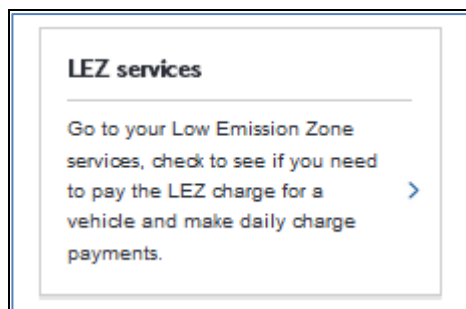 LEZ services
Go to your Low Emission Zone
services, check to see if you need
to pay the LEZ charge for a
vehicle and make daily charge
payments.